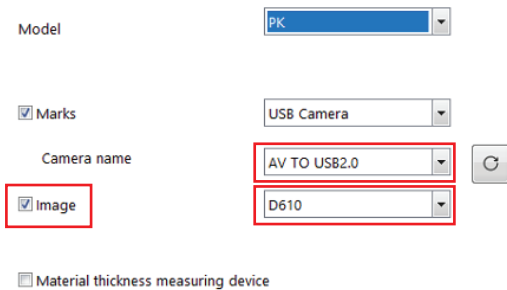 Model PK
Marks USB Camera
Camera name AV TO USB2.0
Image D610
Material thickness measuring device